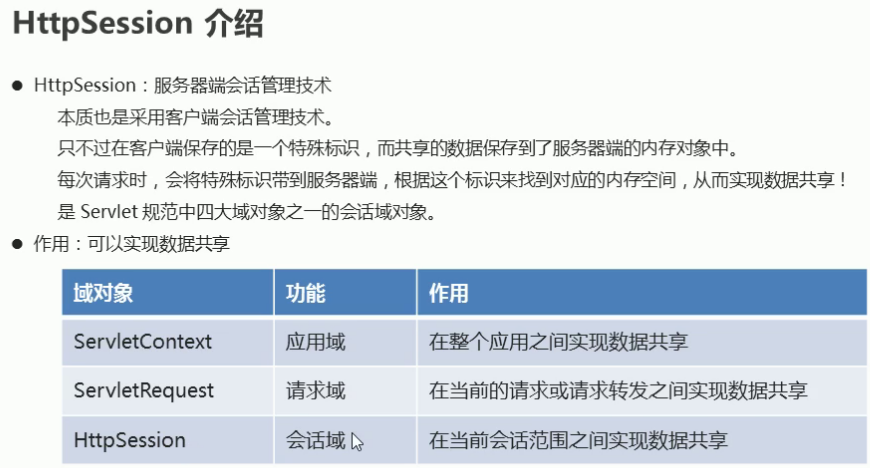 HttpSession 介绍
● HttpSession：服务器端会话管理技术
本质也是采用客户端会话管理技术。
只不过在客户端保存的是一个特殊标识，而共享的数据保存到了服务器端的内存对象中。
每次请求时，会将特殊标识带到服务器端，根据这个标识来找到对应的内存空间，从而实现数据共享！
是 Servlet 规范中四大域对象之一的会话域对象。
● 作用：可以实现数据共享
域对象 功能 作用
ServletContext 应用域 在整个应用之间实现数据共享
ServletRequest 请求域 在当前的请求或请求转发之间实现数据共享
HttpSession 会话域 在当前会话范围之间实现数据共享